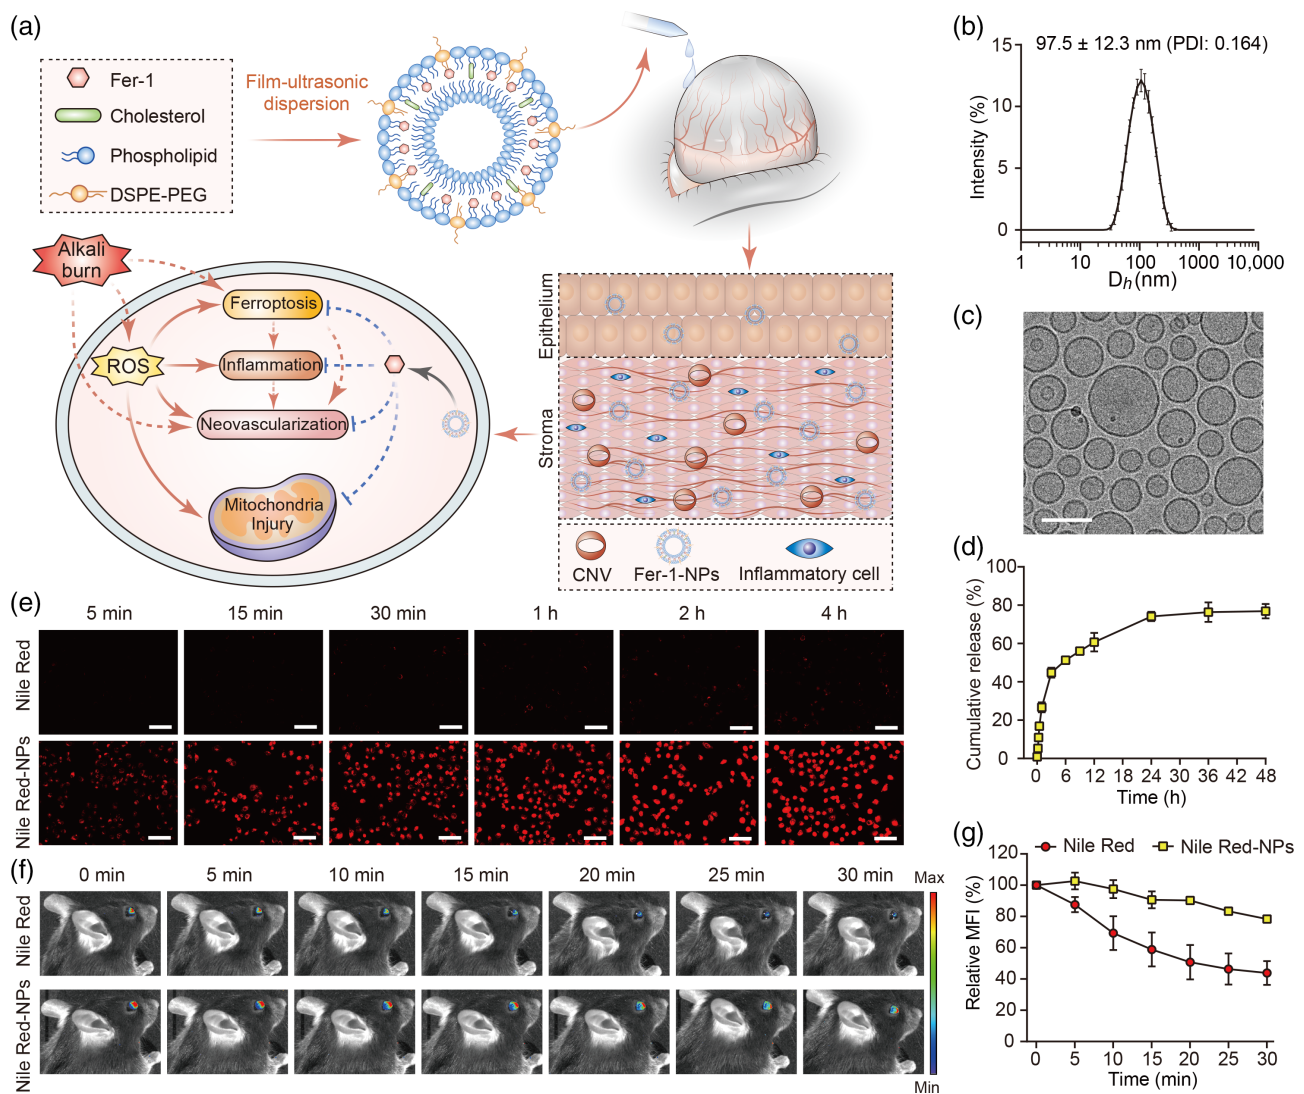 (a)
Fer-1
Cholesterol
Phospholipid
DSPE-PEG
Film-ultrasonic
dispersion
Alkali
burn
ROS
Ferroptosis
Inflammation
Neovascularization
Mitochondria
Injury
Epithelium
Stroma
CNV
Fer-1-NPs
Inflammatory cell
(b)
97.5 ± 12.3 nm (PDI: 0.164)
Intensity (%)
15
10
5
0
1 10 100 1000 10,000
Dh(nm)
(c)
(d)
Cumulative release (%)
100
80
60
40
20
0
0 6 12 18 24 30 36 42 48
Time (h)
(e)
5 min 15 min 30 min 1 h 2 h 4 h
Nile Red
Nile Red-NPs
(f)
0 min 5 min 10 min 15 min 20 min 25 min 30 min
Nile Red
Nile Red-NPs
Max
Min
(g)
Nile Red Nile Red-NPs
Relative MFI (%)
120
100
80
60
40
20
0
0 5 10 15 20 25 30
Time (min)